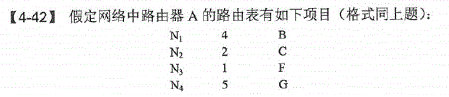 【4-42】 假定网络中路由器 A 的路由表有如下项目（格式同上题）：
N₁ 4 B
N₂ 2 C
N₃ 1 F
N₄ 5 G